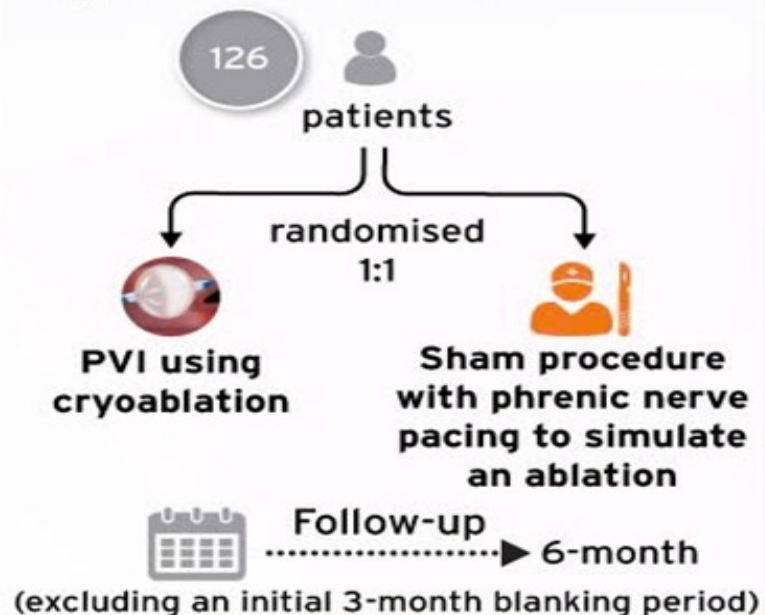 126
patients
randomised
1:1
PVI using
cryoablation
Sham procedure
with phrenic nerve
pacing to simulate
an ablation
Follow-up
6-month
(excluding an initial 3-month blanking period)